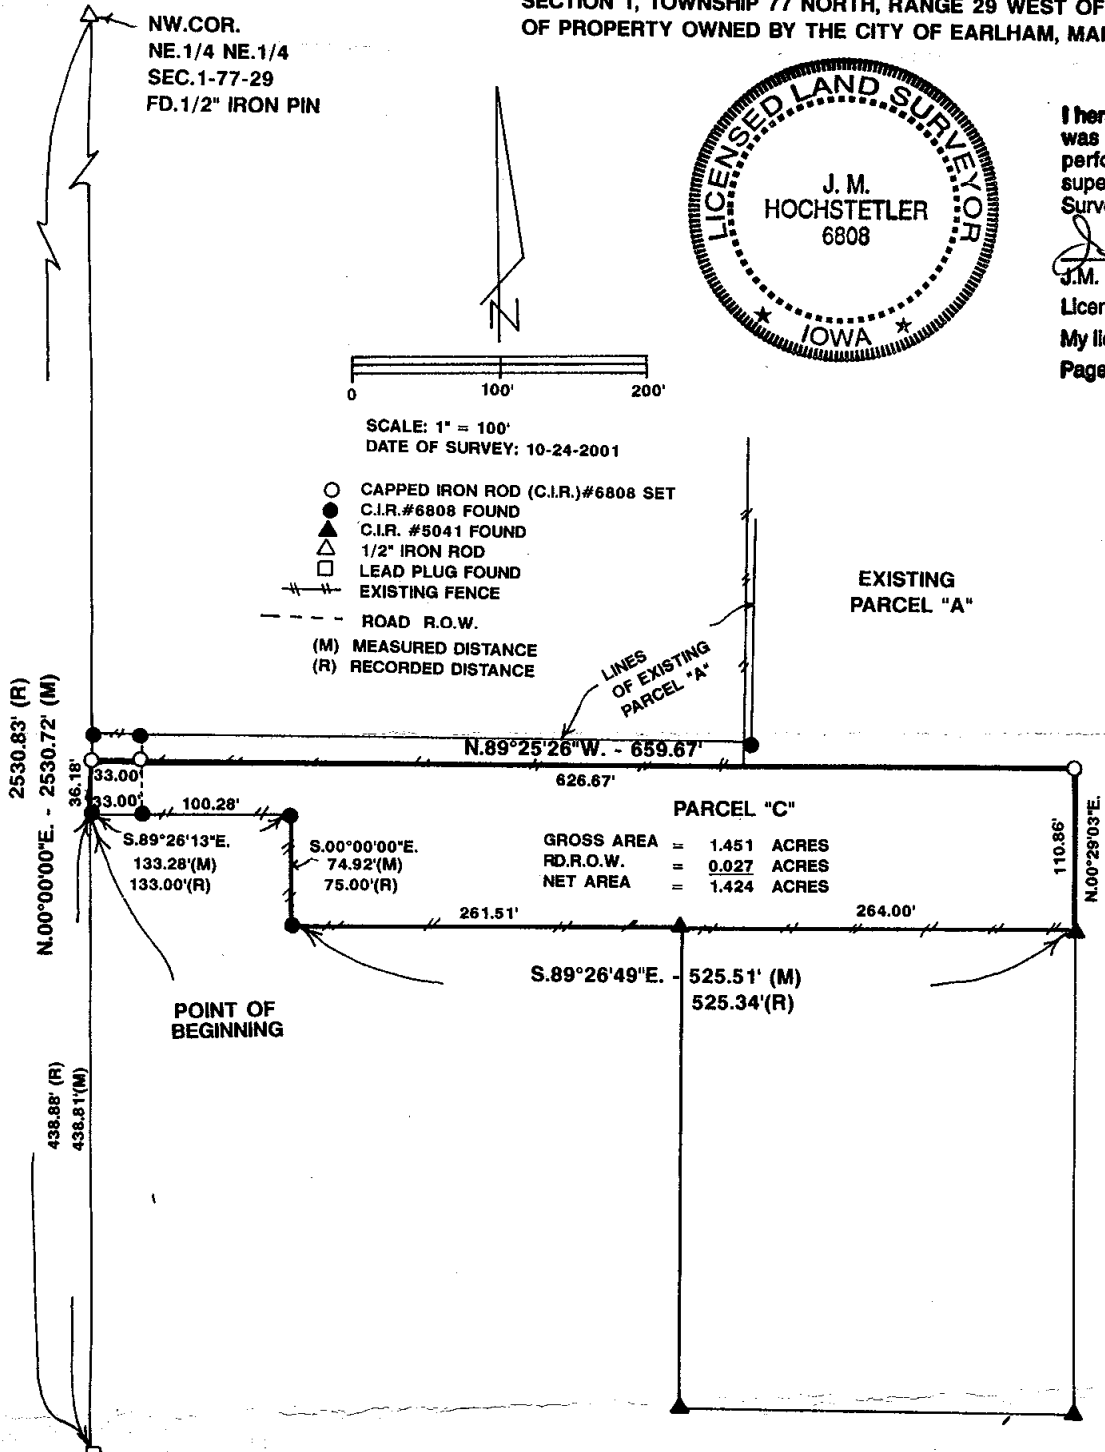 SECTION 1, TOWNSHIP 77 NORTH, RANGE 29 WEST OF
OF PROPERTY OWNED BY THE CITY OF EARLHAM,
NW.COR.
NE.1/4 NE.1/4
SEC.1-77-29
FD.1/2" IRON PIN
LICENSED LAND SURVEYOR
J. M.
HOCHSTETLER
6808
IOWA
I
was
J.M.
My
Page
N
0 100' 200'
SCALE: 1" = 100'
DATE OF SURVEY: 10-24-2001
CAPPED IRON ROD (C.I.R.)#6808 SET
C.I.R.#6808 FOUND
C.I.R. #5041 FOUND
1/2" IRON ROD
LEAD PLUG FOUND
EXISTING FENCE
ROAD R.O.W.
(M) MEASURED DISTANCE
(R) RECORDED DISTANCE
EXISTING
PARCEL "A"
LINES
OF EXISTING
PARCEL "A"
2530.83' (R)
N.00°00'00"E. - 2530.72' (M)
N.89°25'26"W. - 659.67'
626.67'
33.00'
36.18'
33.00'
100.28'
S.89°26'13"E.
133.28'(M)
133.00'(R)
S.00°00'00"E.
74.92'(M)
75.00'(R)
PARCEL "C"
GROSS AREA = 1.451 ACRES
RD.R.O.W. = 0.027 ACRES
NET AREA = 1.424 ACRES
110.86'
N.00°29'03"E.
261.51'
264.00'
S.89°26'49"E. - 525.51' (M)
525.34'(R)
POINT OF
BEGINNING
438.88' (R)
438.81'(M)